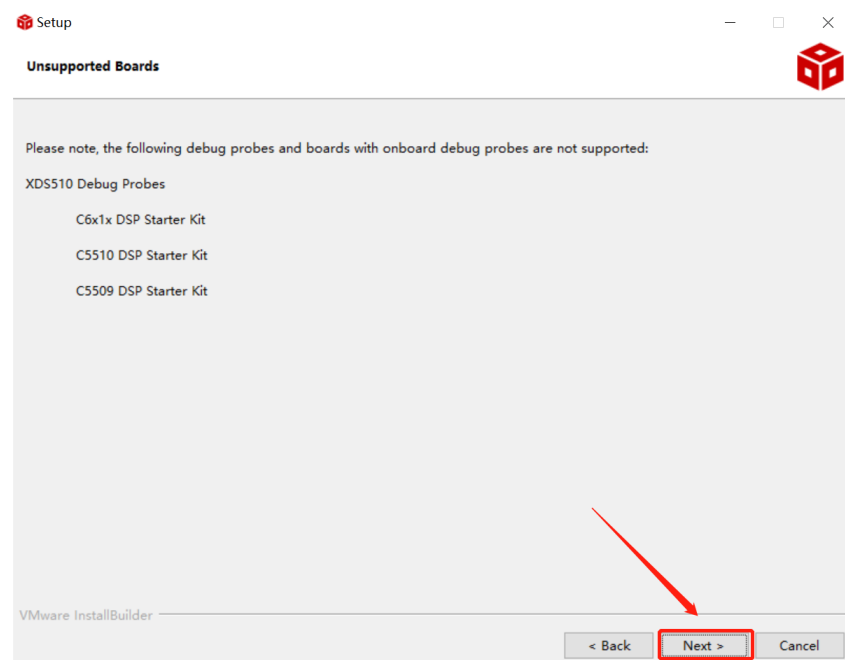 Setup
Unsupported Boards
Please note, the following debug probes and boards with onboard debug probes are not supported:
XDS510 Debug Probes
C6x1x DSP Starter Kit
C5510 DSP Starter Kit
C5509 DSP Starter Kit
VMware InstallBuilder
< Back Next > Cancel